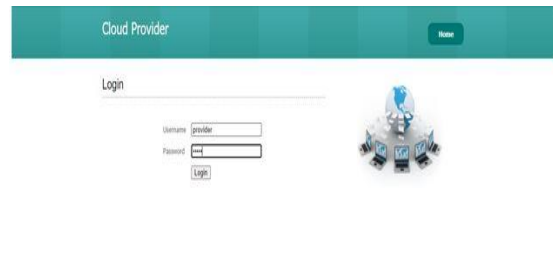 Cloud Provider
Home
Login
Username provider
Password
Login